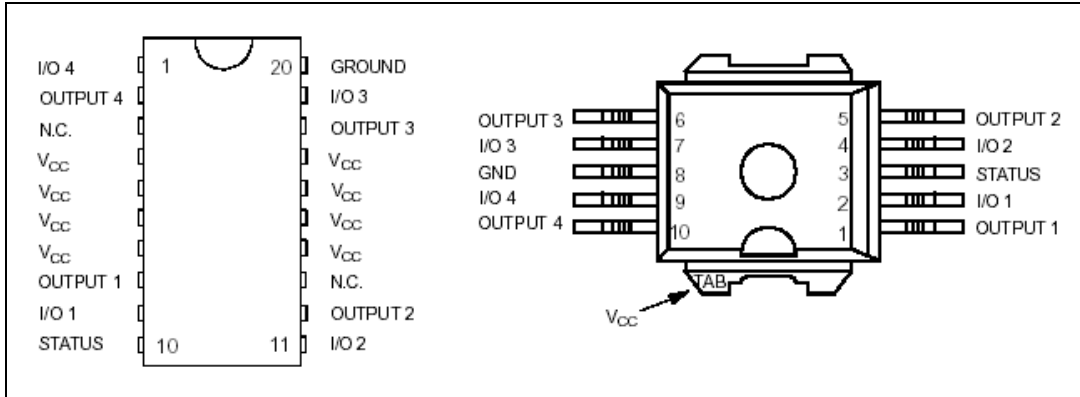 I/O 4 1 20 GROUND
OUTPUT 4 I/O 3
N.C. OUTPUT 3
VCC VCC
VCC VCC
VCC VCC
VCC VCC
OUTPUT 1 N.C.
I/O 1 OUTPUT 2
STATUS 10 11 I/O 2
OUTPUT 3 6 5 OUTPUT 2
I/O 3 7 4 I/O 2
GND 8 3 STATUS
I/O 4 9 2 I/O 1
OUTPUT 4 10 1 OUTPUT 1
TAB
VCC